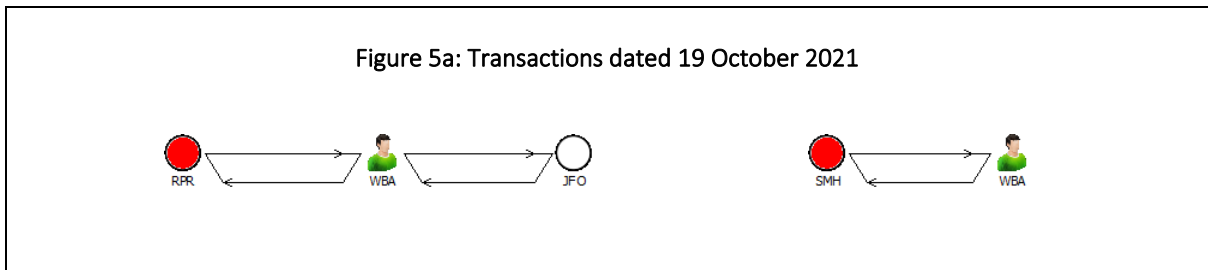 Figure 5a: Transactions dated 19 October 2021
RPR WBA JFO SMH WBA